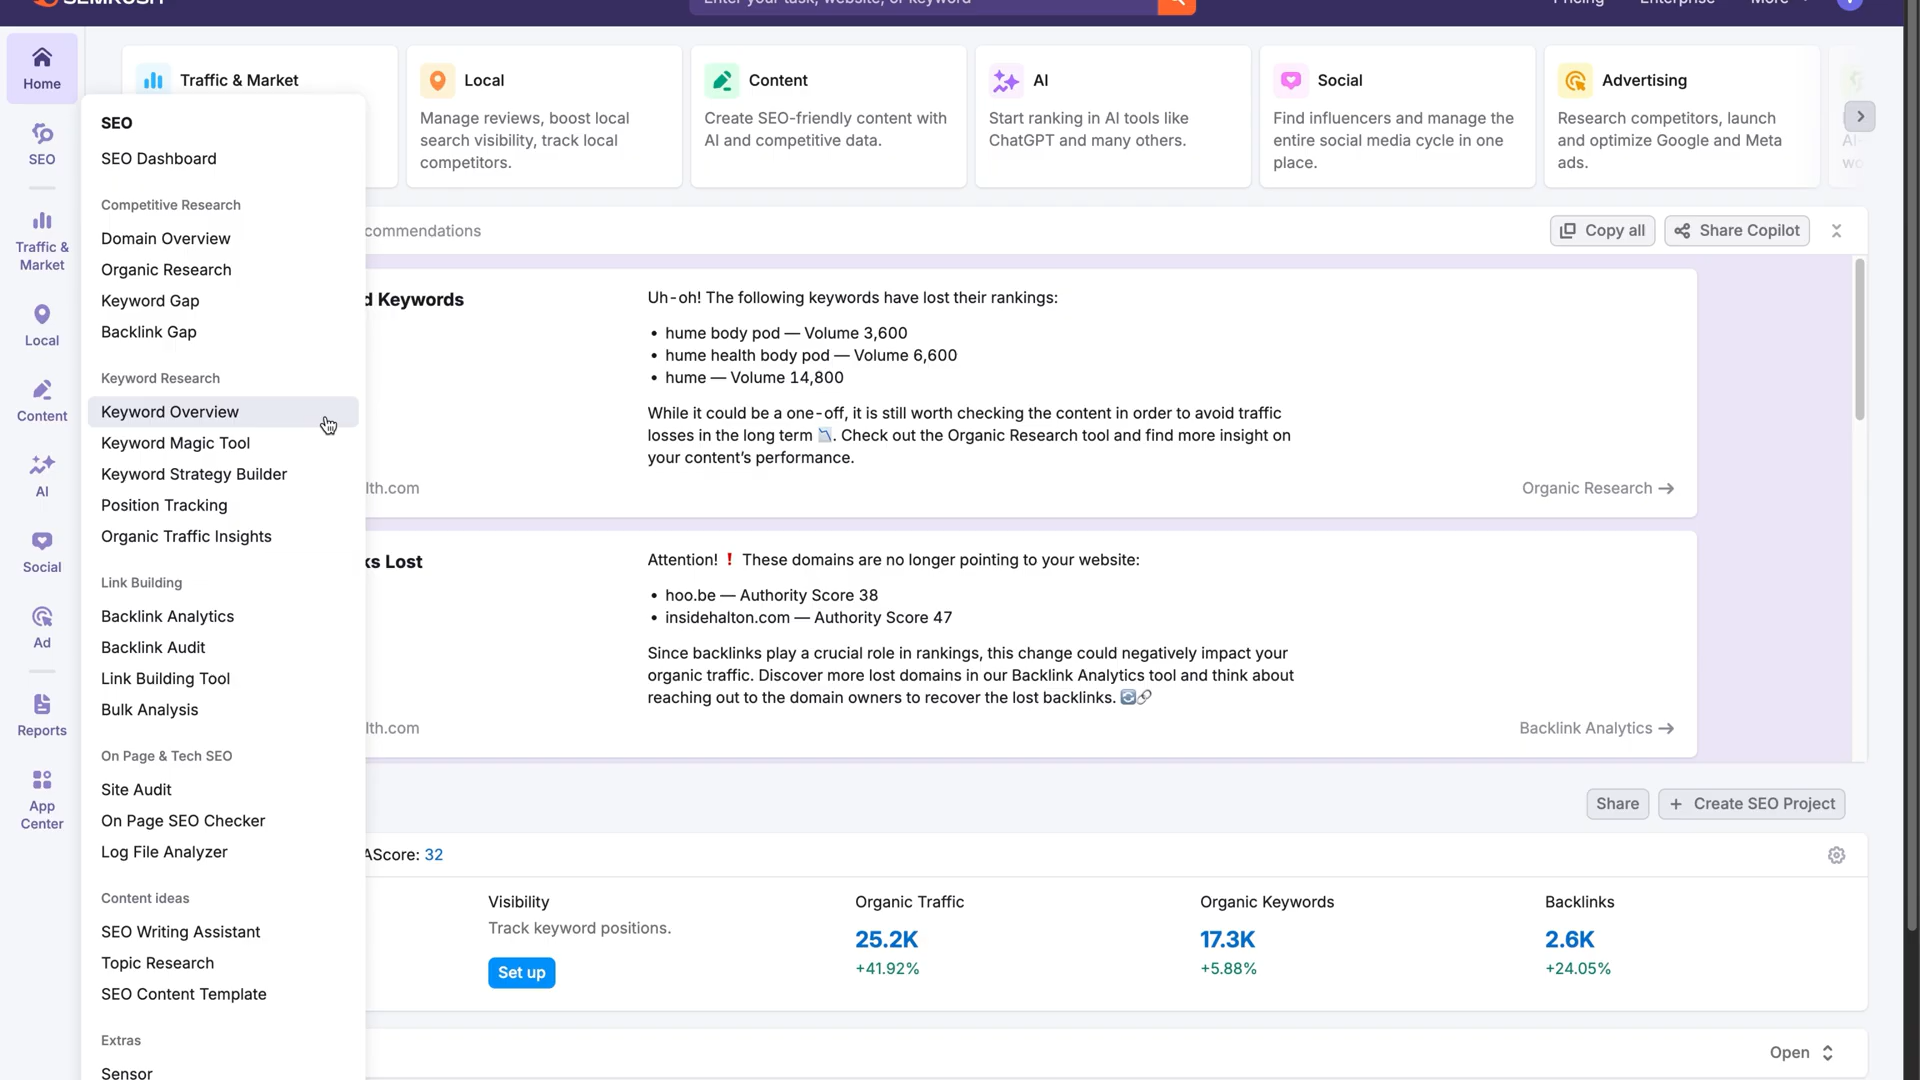 SEMRUSH
Enter your task, website, or keyword
Pricing
Enterprise
More
Home
SEO
Traffic &
Market
Local
Content
AI
Social
Ad
Reports
App
Center
SEO
SEO Dashboard
Competitive Research
Domain Overview
Organic Research
Keyword Gap
Backlink Gap
Keyword Research
Keyword Overview
Keyword Magic Tool
Keyword Strategy Builder
Position Tracking
Organic Traffic Insights
Link Building
Backlink Analytics
Backlink Audit
Link Building Tool
Bulk Analysis
On Page & Tech SEO
Site Audit
On Page SEO Checker
Log File Analyzer
Content ideas
SEO Writing Assistant
Topic Research
SEO Content Template
Extras
Sensor
Traffic & Market
Local
Manage reviews, boost local
search visibility, track local
competitors.
Content
Create SEO-friendly content with
AI and competitive data.
AI
Start ranking in AI tools like
ChatGPT and many others.
Social
Find influencers and manage the
entire social media cycle in one
place.
Advertising
Research competitors, launch
and optimize Google and Meta
ads.
AI-
wo
commendations
Copy all
Share Copilot
d Keywords
Uh-oh! The following keywords have lost their rankings:
• hume body pod — Volume 3,600
• hume health body pod — Volume 6,600
• hume — Volume 14,800
While it could be a one-off, it is still worth checking the content in order to avoid traffic
losses in the long term 📉. Check out the Organic Research tool and find more insight on
your content's performance.
lth.com
Organic Research →
ks Lost
Attention! ❗ These domains are no longer pointing to your website:
• hoo.be — Authority Score 38
• insidehalton.com — Authority Score 47
Since backlinks play a crucial role in rankings, this change could negatively impact your
organic traffic. Discover more lost domains in our Backlink Analytics tool and think about
reaching out to the domain owners to recover the lost backlinks. 🔄🔗
lth.com
Backlink Analytics →
Share
+ Create SEO Project
AScore: 32
Visibility
Track keyword positions.
Set up
Organic Traffic
25.2K
+41.92%
Organic Keywords
17.3K
+5.88%
Backlinks
2.6K
+24.05%
Open